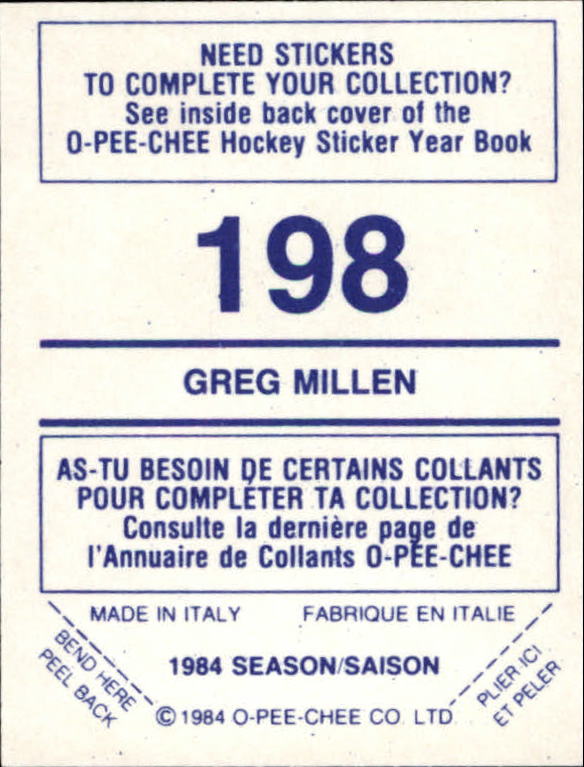 NEED STICKERS
TO COMPLETE YOUR COLLECTION?
See inside back cover of the
O-PEE-CHEE Hockey Sticker Year Book
198
GREG MILLEN
AS-TU BESOIN DE CERTAINS COLLANTS
POUR COMPLÉTER TA COLLECTION?
Consulte la dernière page de
l'Annuaire de Collants O-PEE-CHEE
MADE IN ITALY FABRIQUE EN ITALIE
BEND HERE
PEEL BACK
1984 SEASON/SAISON
PLIER ICI
ET PELER
© 1984 O-PEE-CHEE CO. LTD.